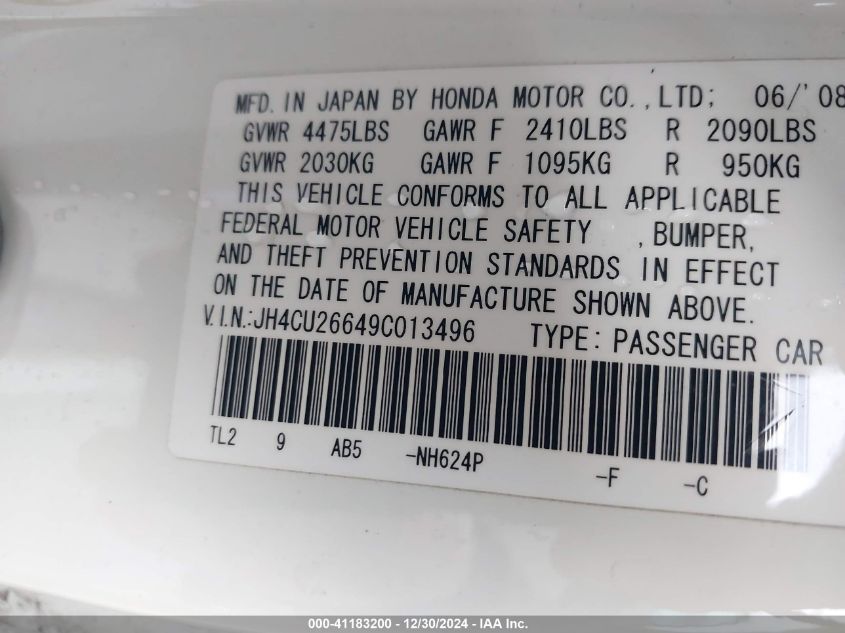 MFD. IN JAPAN BY HONDA MOTOR CO., LTD; 06/'08
GVWR 4475LBS GAWR F 2410LBS R 2090LBS
GVWR 2030KG GAWR F 1095KG R 950KG
THIS VEHICLE CONFORMS TO ALL APPLICABLE
FEDERAL MOTOR VEHICLE SAFETY , BUMPER,
AND THEFT PREVENTION STANDARDS IN EFFECT
ON THE DATE OF MANUFACTURE SHOWN ABOVE.
V.I.N.:JH4CU26649C013496 TYPE: PASSENGER CAR
TL2 9 AB5 -NH624P -F -C
000-41183200 - 12/30/2024 - IAA Inc.